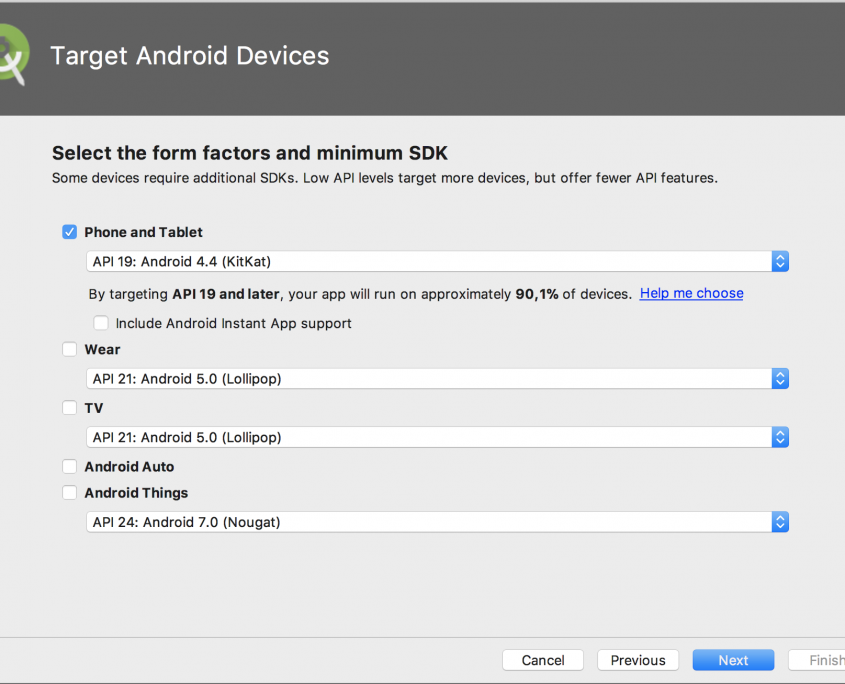 Target Android Devices
Select the form factors and minimum SDK
Some devices require additional SDKs. Low API levels target more devices, but offer fewer API features.
Phone and Tablet
API 19: Android 4.4 (KitKat)
By targeting API 19 and later, your app will run on approximately 90,1% of devices. Help me choose
Include Android Instant App support
Wear
API 21: Android 5.0 (Lollipop)
TV
API 21: Android 5.0 (Lollipop)
Android Auto
Android Things
API 24: Android 7.0 (Nougat)
Cancel Previous Next Finish